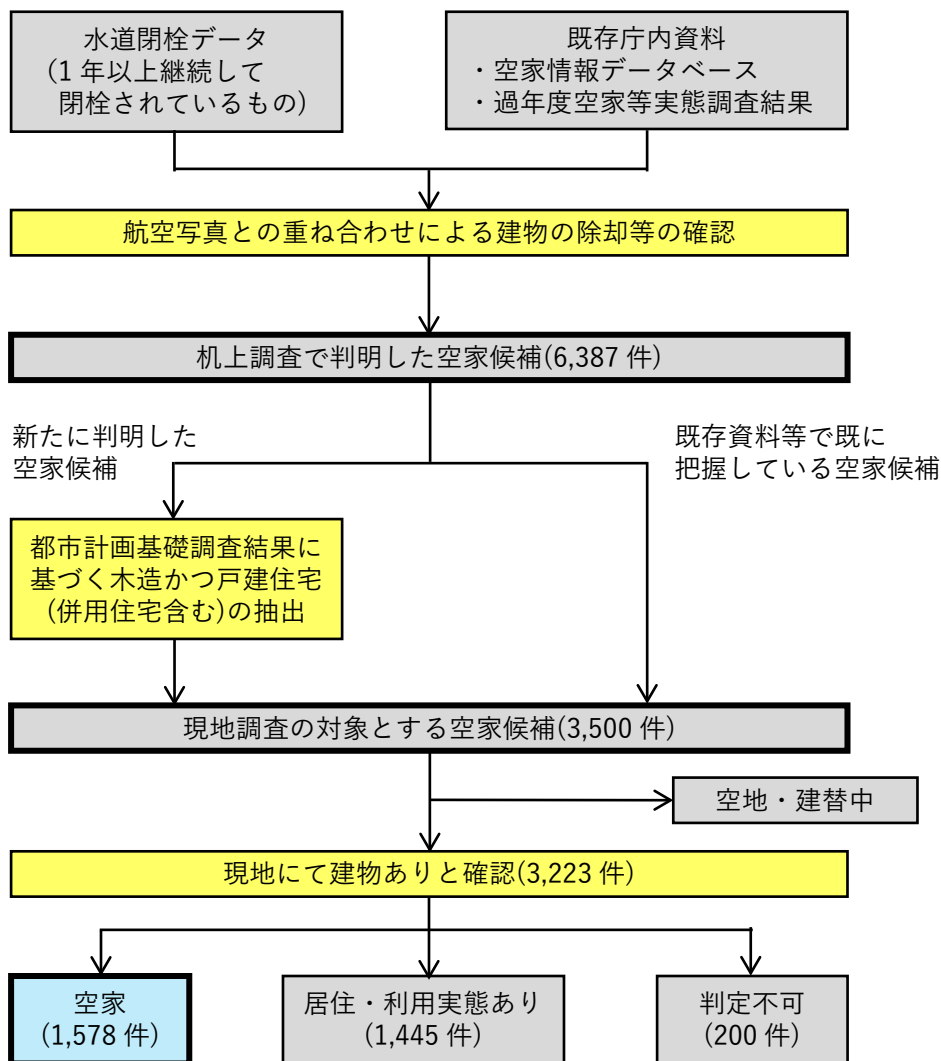 水道閉栓データ
(1 年以上継続して
閉栓されているもの)
既存庁内資料
・空家情報データベース
・過年度空家等実態調査結果
航空写真との重ね合わせによる建物の除却等の確認
机上調査で判明した空家候補(6,387 件)
新たに判明した
空家候補
既存資料等で既に
把握している空家候補
都市計画基礎調査結果に
基づく木造かつ戸建住宅
(併用住宅含む)の抽出
現地調査の対象とする空家候補(3,500 件)
空地・建替中
現地にて建物ありと確認(3,223 件)
空家
(1,578 件)
居住・利用実態あり
(1,445 件)
判定不可
(200 件)